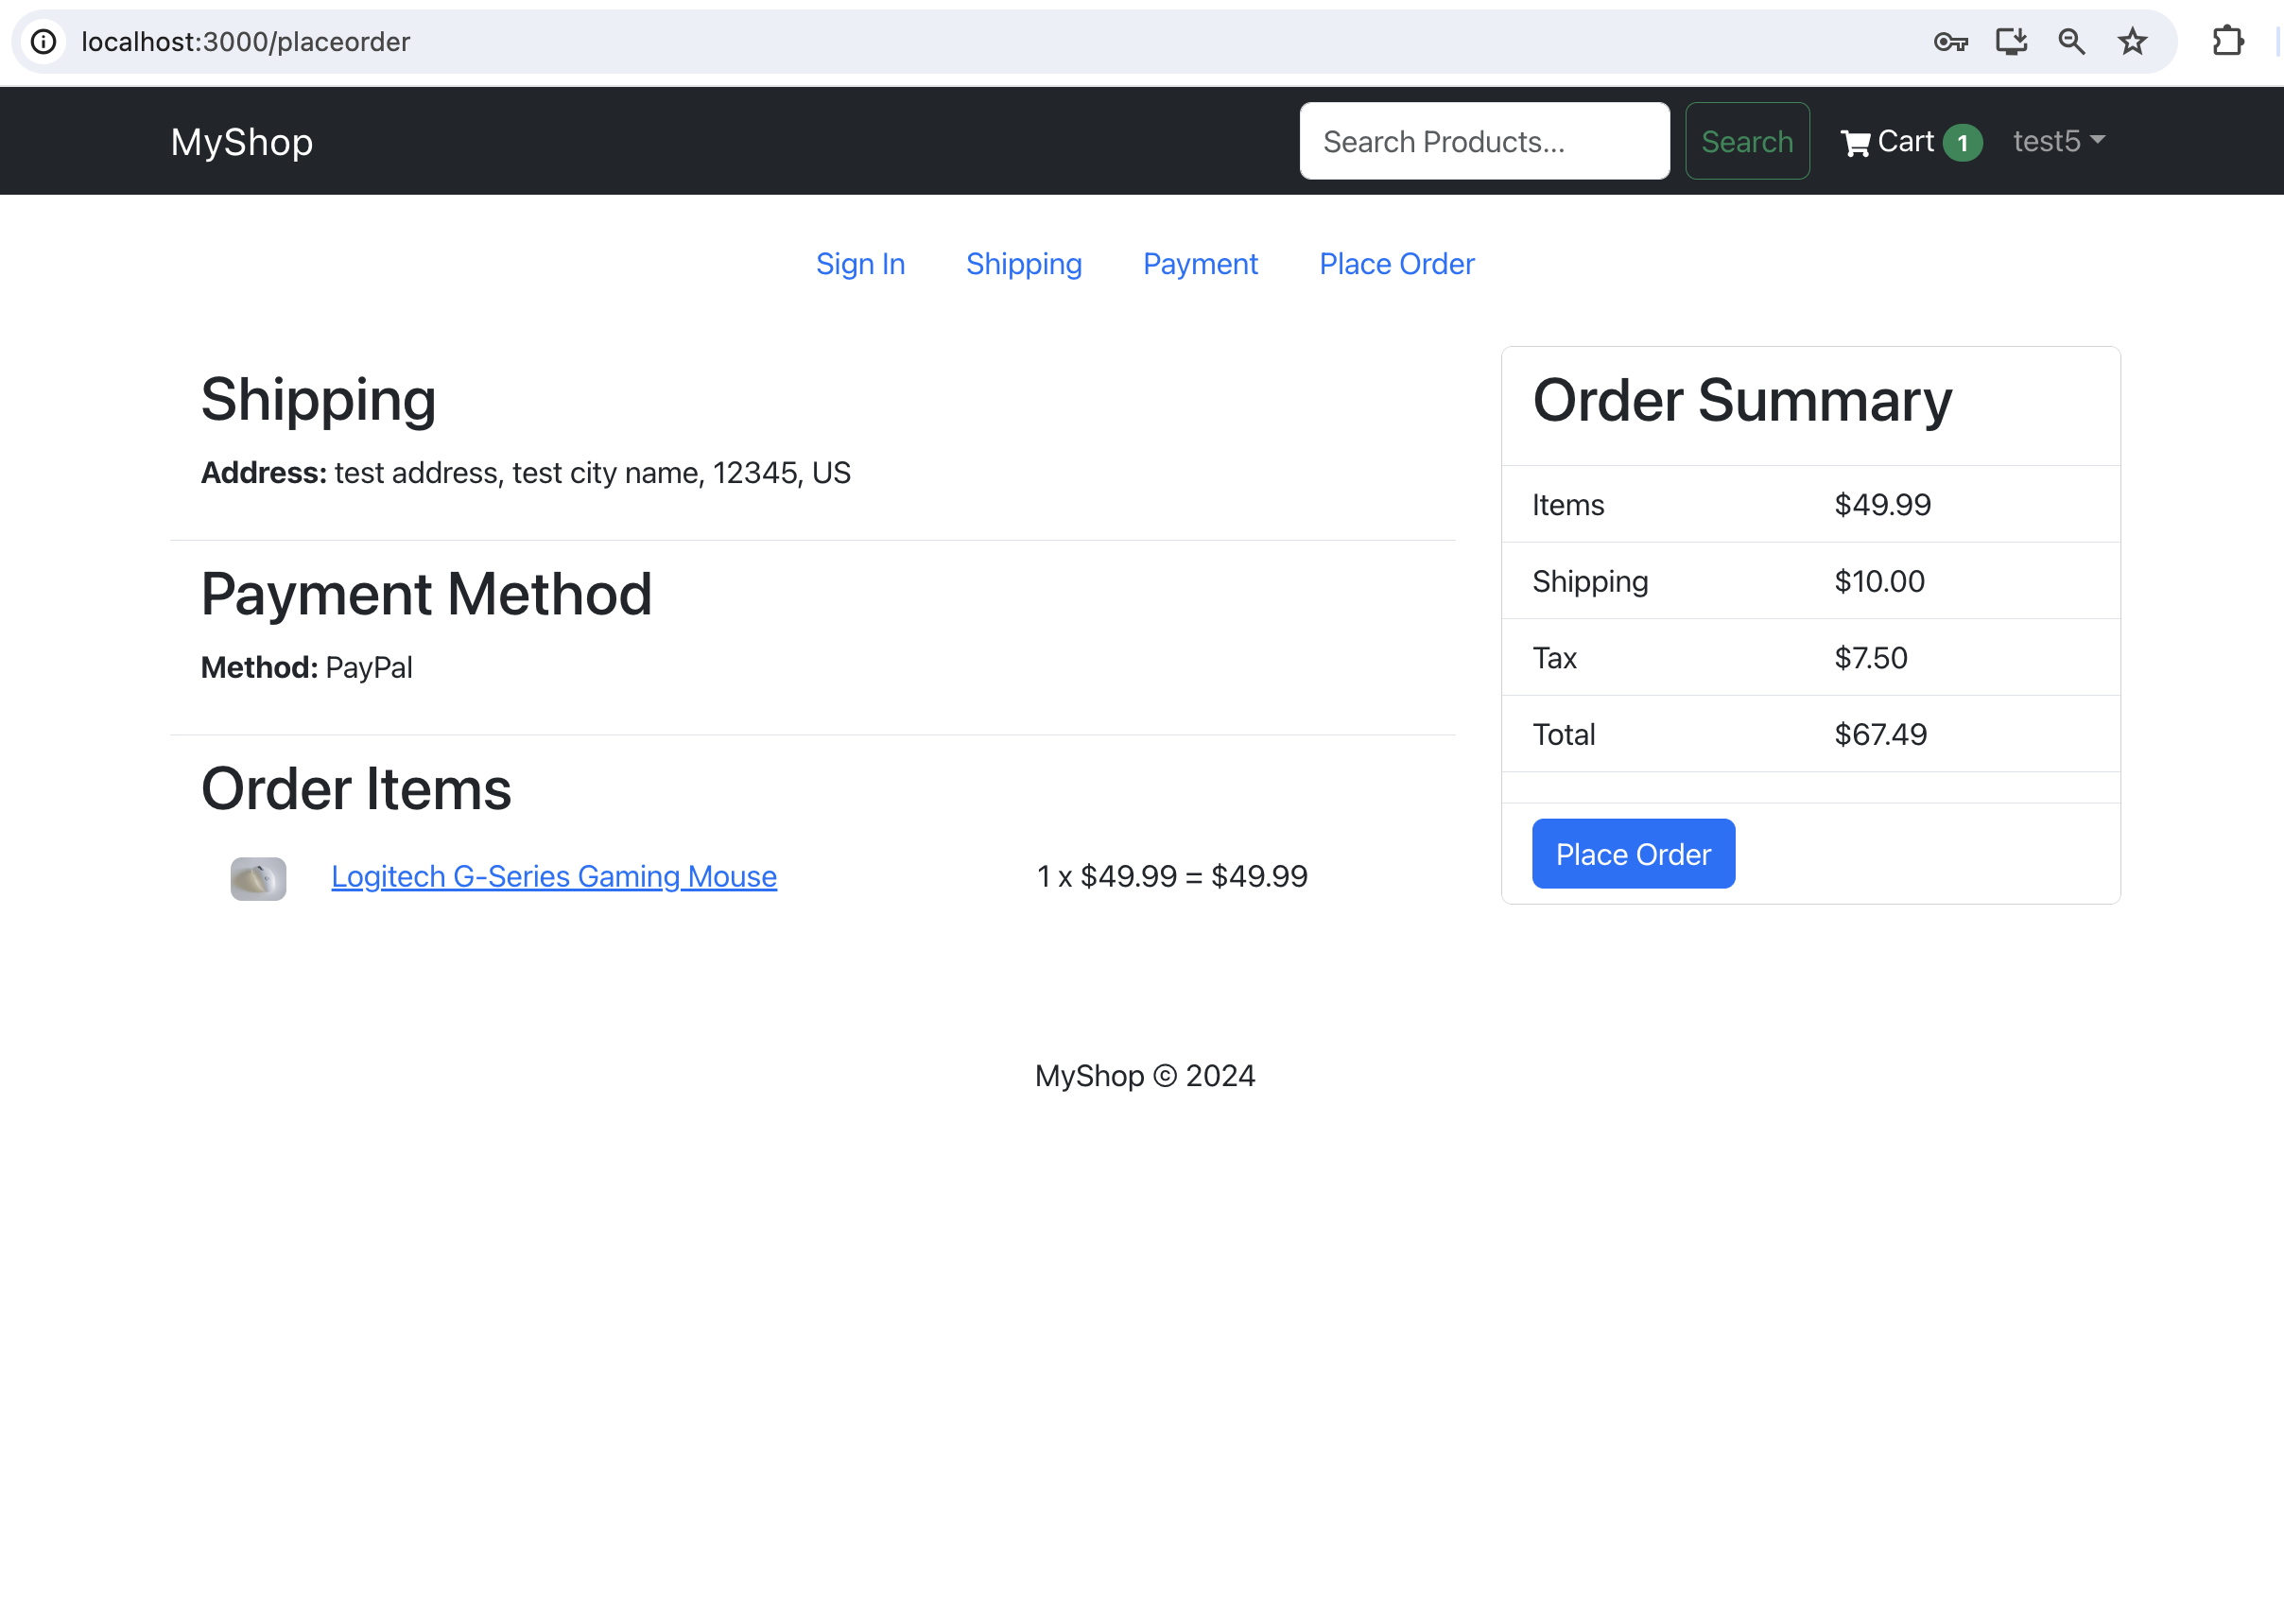 localhost:3000/placeorder
MyShop
Search Products...
Search
Cart 1
test5
Sign In Shipping Payment Place Order
Shipping
Address: test address, test city name, 12345, US
Payment Method
Method: PayPal
Order Items
Logitech G-Series Gaming Mouse 1 x $49.99 = $49.99
Order Summary
Items $49.99
Shipping $10.00
Tax $7.50
Total $67.49
Place Order
MyShop © 2024